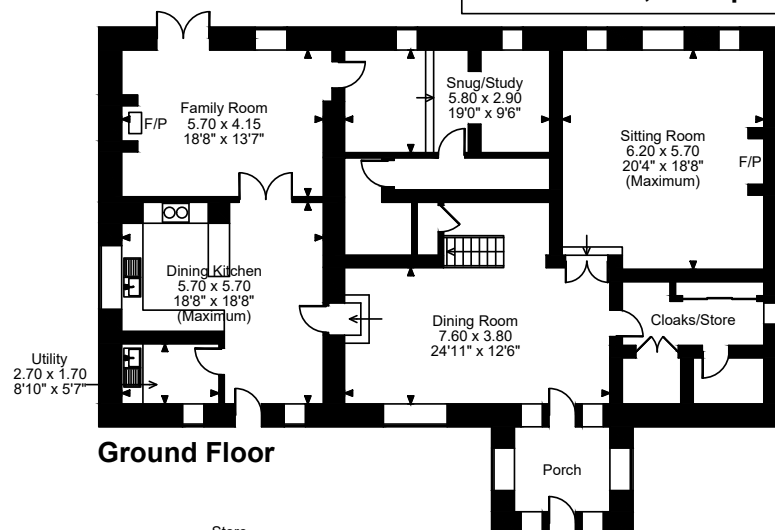 Family Room
5.70 x 4.15
18'8" x 13'7"
F/P
Snug/Study
5.80 x 2.90
19'0" x 9'6"
Sitting Room
6.20 x 5.70
20'4" x 18'8"
(Maximum)
F/P
Dining Kitchen
5.70 x 5.70
18'8" x 18'8"
(Maximum)
Dining Room
7.60 x 3.80
24'11" x 12'6"
Cloaks/Store
Utility
2.70 x 1.70
8'10" x 5'7"
Ground Floor
Porch